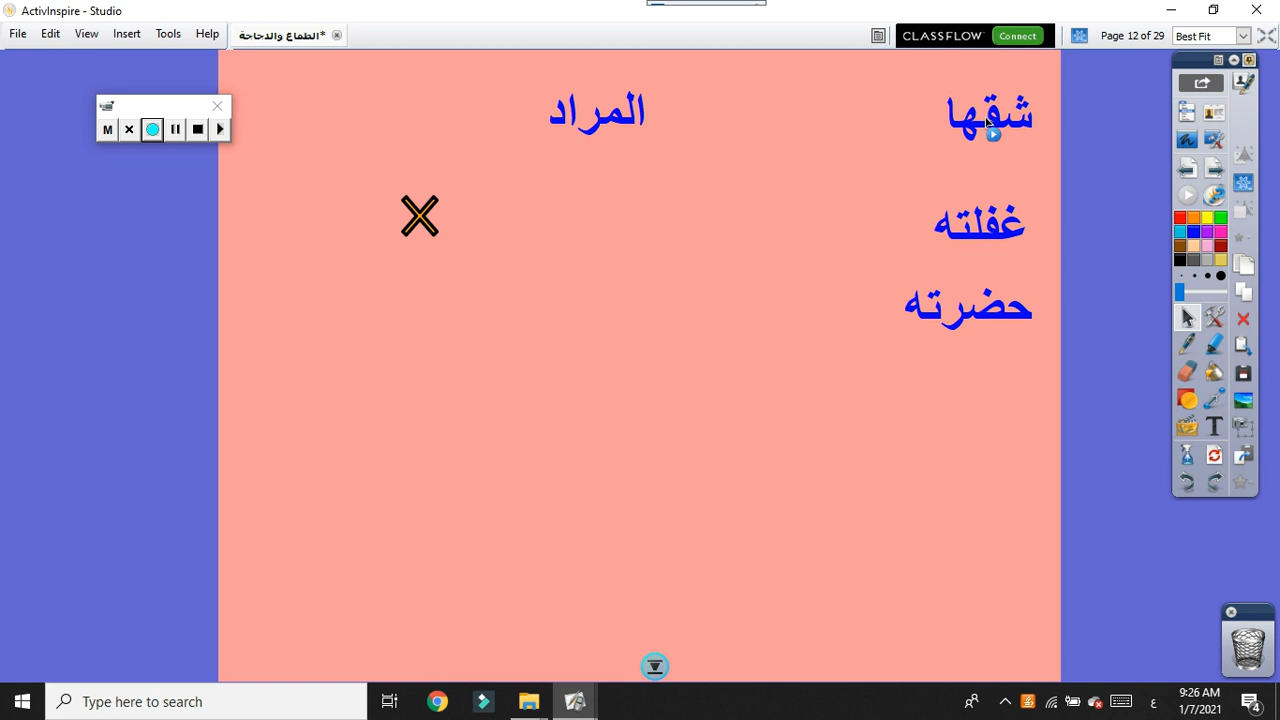 ActivInspire - Studio
File Edit View Insert Tools Help
*الطماع والدجاجة
CLASSFLOW Connect
Page 12 of 29
Best Fit
M
شقها
المراد
غفلته
حضرته
T
Type here to search
ع
9:26 AM
1/7/2021
4